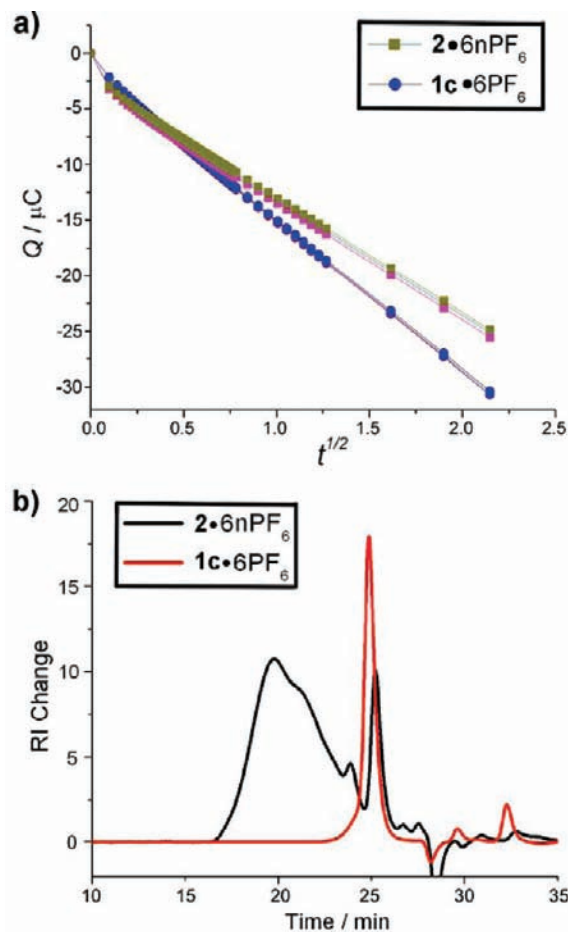 a)
2•6nPF₆
1c•6PF₆
0
-5
-10
-15
-20
-25
-30
Q / μC
0.0 0.5 1.0 1.5 2.0 2.5
t^1/2
b)
2•6nPF₆
1c•6PF₆
20
15
10
5
0
RI Change
10 15 20 25 30 35
Time / min